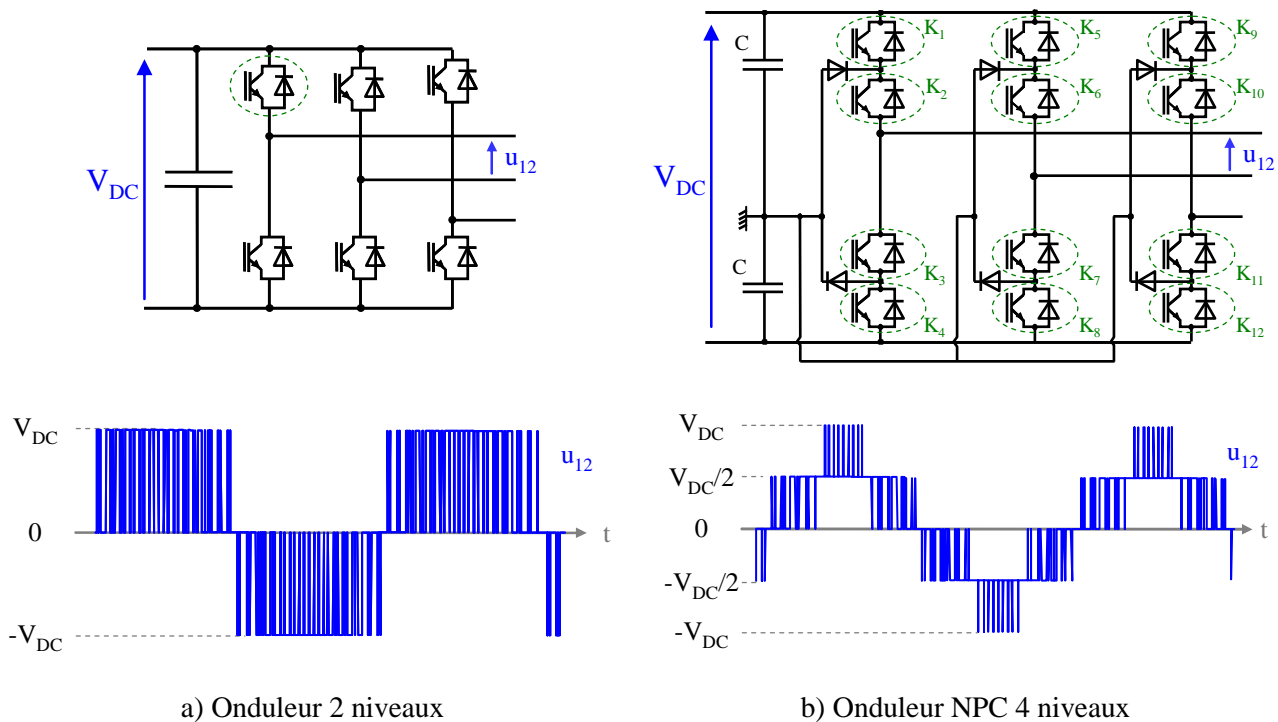 V_DC
u_12
V_DC
C
C
K_1
K_5
K_9
K_2
K_6
K_10
u_12
K_3
K_7
K_11
K_4
K_8
K_12
V_DC
0
-V_DC
u_12
t
V_DC
V_DC/2
0
-V_DC/2
-V_DC
u_12
t
a) Onduleur 2 niveaux
b) Onduleur NPC 4 niveaux